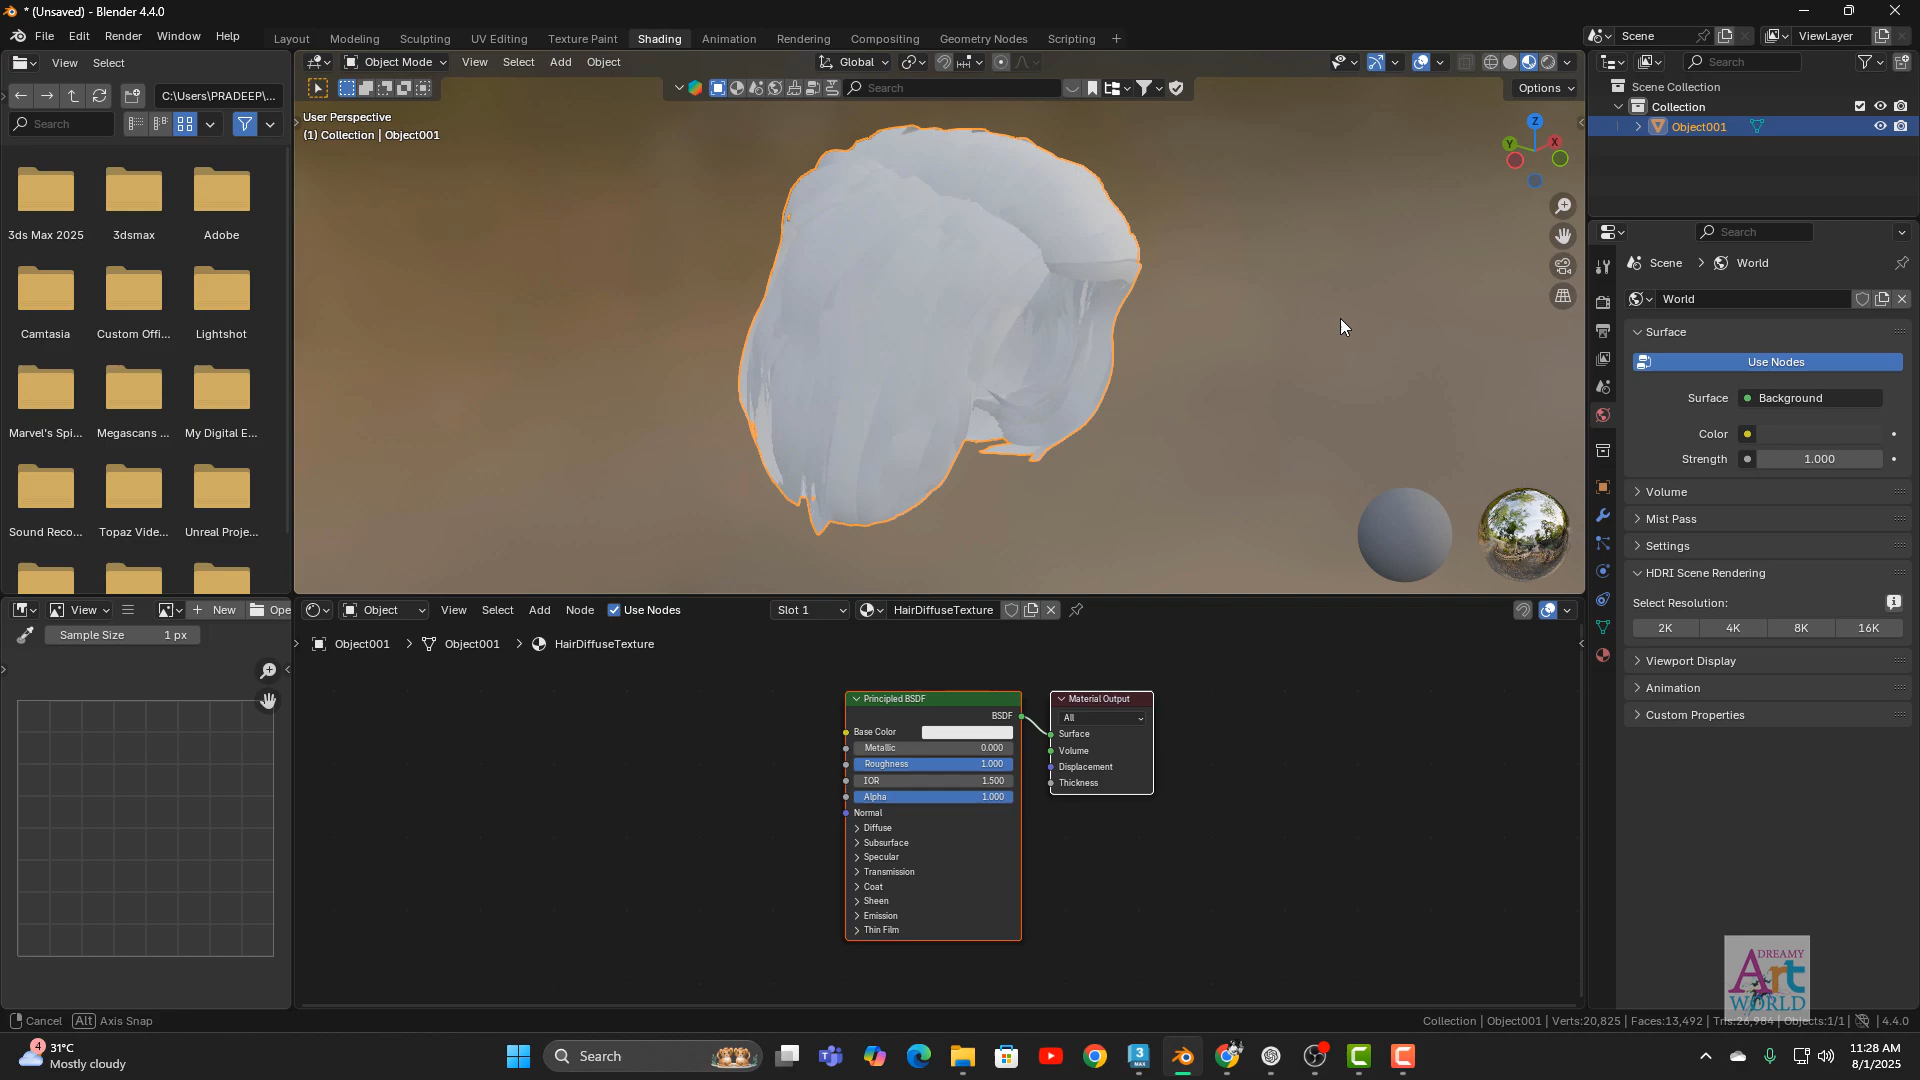 * (Unsaved) - Blender 4.4.0
File Edit Render Window Help
Layout Modeling Sculpting UV Editing Texture Paint Shading Animation Rendering Compositing Geometry Nodes Scripting +
Scene
ViewLayer
View Select
Object Mode View Select Add Object
Global
Search
C:\Users\PRADEEP\...
Search
Search
Options
Scene Collection
Collection
Object001
User Perspective
(1) Collection | Object001
Z
Y
X
3ds Max 2025
3dsmax
Adobe
Camtasia
Custom Offi...
Lightshot
Marvel's Spi...
Megascans ...
My Digital E...
Sound Reco...
Topaz Vide...
Unreal Proje...
Search
Scene > World
World
Surface
Use Nodes
Surface Background
Color
Strength 1.000
Volume
Mist Pass
Settings
HDRI Scene Rendering
Select Resolution:
2K 4K 8K 16K
Viewport Display
Animation
Custom Properties
View
New
Ope
Sample Size 1 px
Object View Select Add Node Use Nodes
Slot 1
HairDiffuseTexture
Object001 > Object001 > HairDiffuseTexture
Principled BSDF
BSDF
Base Color
Metallic 0.000
Roughness 1.000
IOR 1.500
Alpha 1.000
Normal
Diffuse
Subsurface
Specular
Transmission
Coat
Sheen
Emission
Thin Film
Material Output
All
Surface
Volume
Displacement
Thickness
DREAMY
Art
WORLD
Cancel Alt Axis Snap
Collection | Object001 | Verts:20,825 | Faces:13,492 | Tris:26,984 | Objects:1/1 | 4.4.0
4
31°C
Mostly cloudy
Search
3
MAX
11:28 AM
8/1/2025